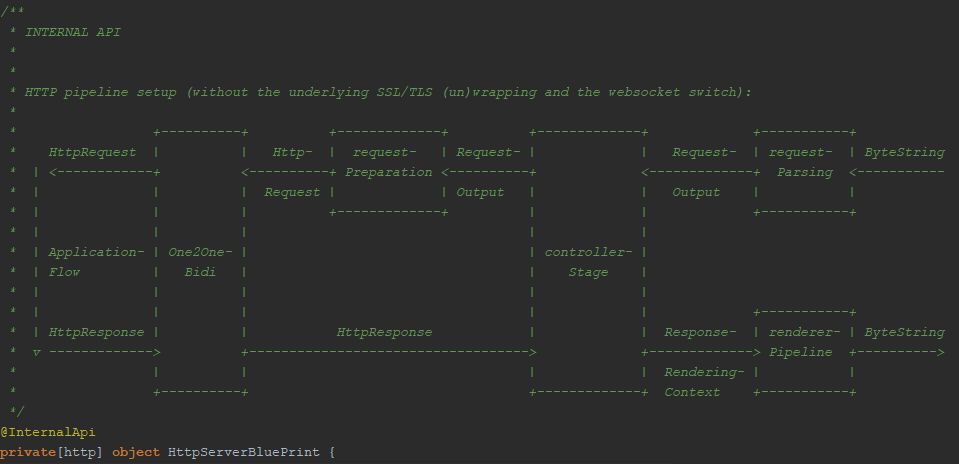 /**
 * INTERNAL API
 *
 *
 * HTTP pipeline setup (without the underlying SSL/TLS (un)wrapping and the websocket switch):
 *
 *                 +----------+          +-------------+          +-------------+             +-----------+
 *    HttpRequest  |          |   Http-  |  request-   | Request- |             |   Request-  | request-  | ByteString
 *  | <------------+          <----------+ Preparation <----------+             <-------------+  Parsing  <-----------
 *  |              |          |  Request |             | Output   |             |   Output    |           |
 *  |              |          |          +-------------+          |             |             +-----------+
 *  |              |          |                                   |             |
 *  | Application- | One2One- |                                   | controller- |
 *  | Flow         |   Bidi   |                                   |    Stage    |
 *  |              |          |                                   |             |
 *  |              |          |                                   |             |             +-----------+
 *  | HttpResponse |          |           HttpResponse            |             |  Response-  | renderer- | ByteString
 *  v ------------->          +----------------------------------->             +-------------> Pipeline  +---------->
 *                 |          |                                   |             |  Rendering- |           |
 *                 +----------+                                   +-------------+  Context    +-----------+
 */
@InternalApi
private[http] object HttpServerBluePrint {